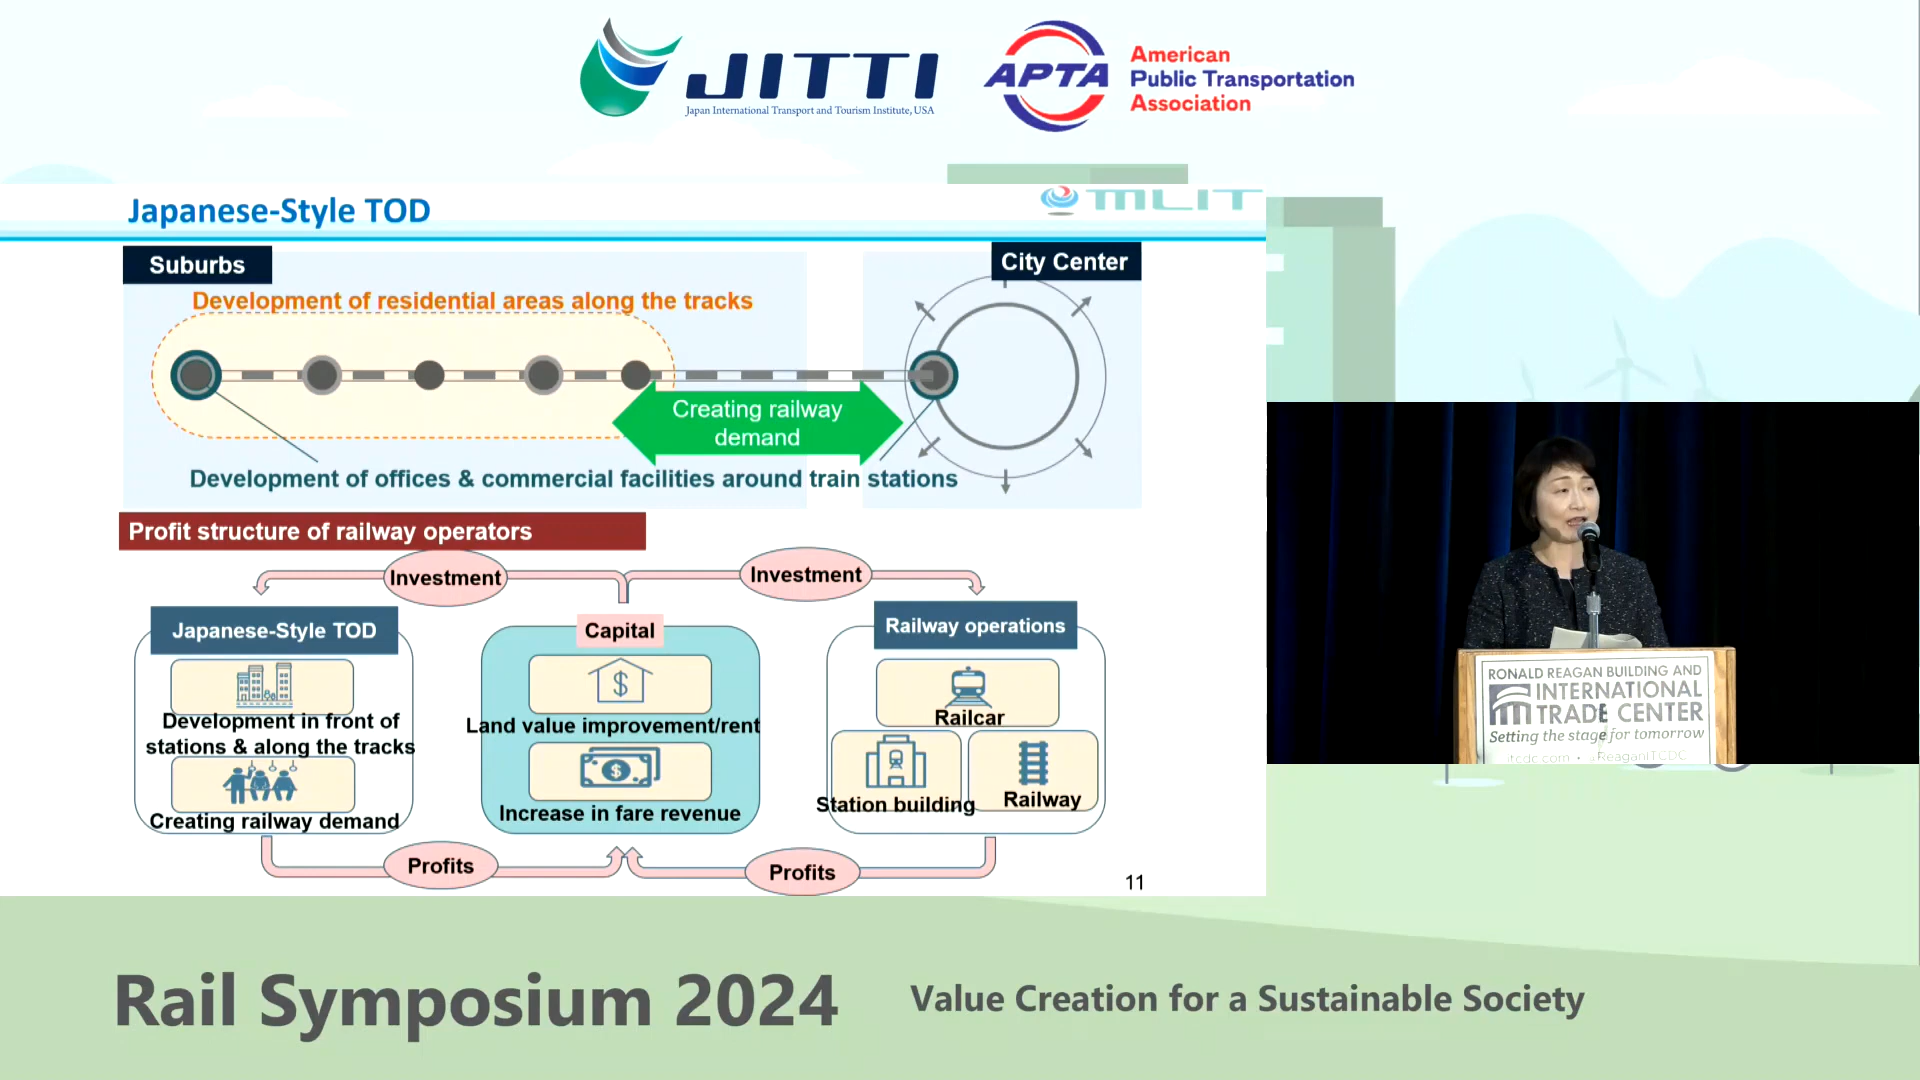 JITTI
Japan International Transport and Tourism Institute, USA
APTA
American
Public Transportation
Association
Japanese-Style TOD
MLIT
Suburbs
City Center
Development of residential areas along the tracks
Creating railway
demand
Development of offices & commercial facilities around train stations
Profit structure of railway operators
Investment
Investment
Japanese-Style TOD
Capital
Railway operations
Development in front of
stations & along the tracks
Creating railway demand
$
Land value improvement/rent
$
Increase in fare revenue
Railcar
Station building
Railway
Profits
Profits
11
RONALD REAGAN BUILDING AND
INTERNATIONAL
TRADE CENTER
Setting the stage for tomorrow
itcdc.com • ReaganITCDC
Rail Symposium 2024
Value Creation for a Sustainable Society